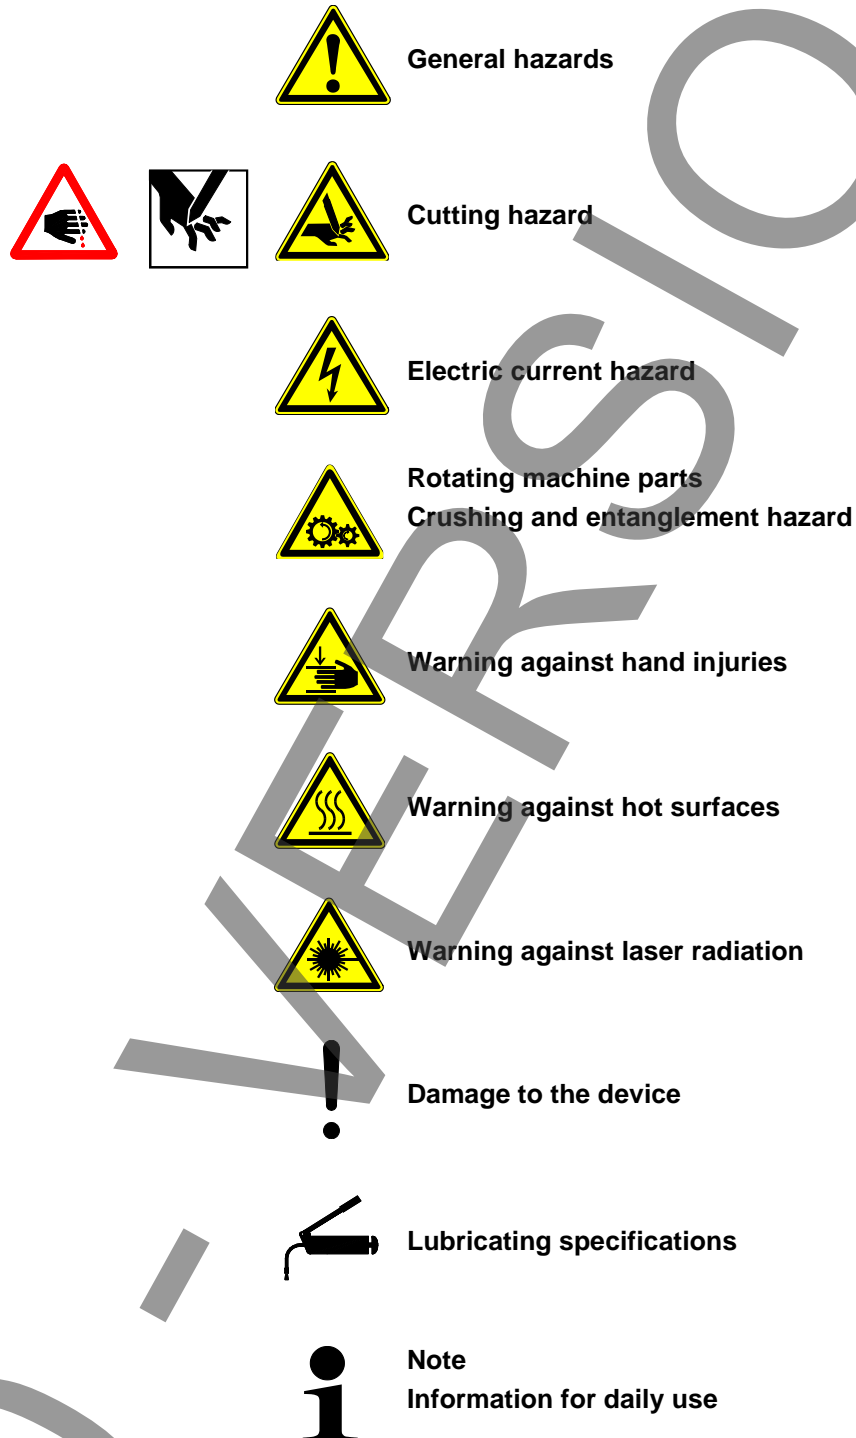 General hazards
Cutting hazard
Electric current hazard
Rotating machine parts
Crushing and entanglement hazard
Warning against hand injuries
Warning against hot surfaces
Warning against laser radiation
Damage to the device
Lubricating specifications
Note
Information for daily use
- VERSIO